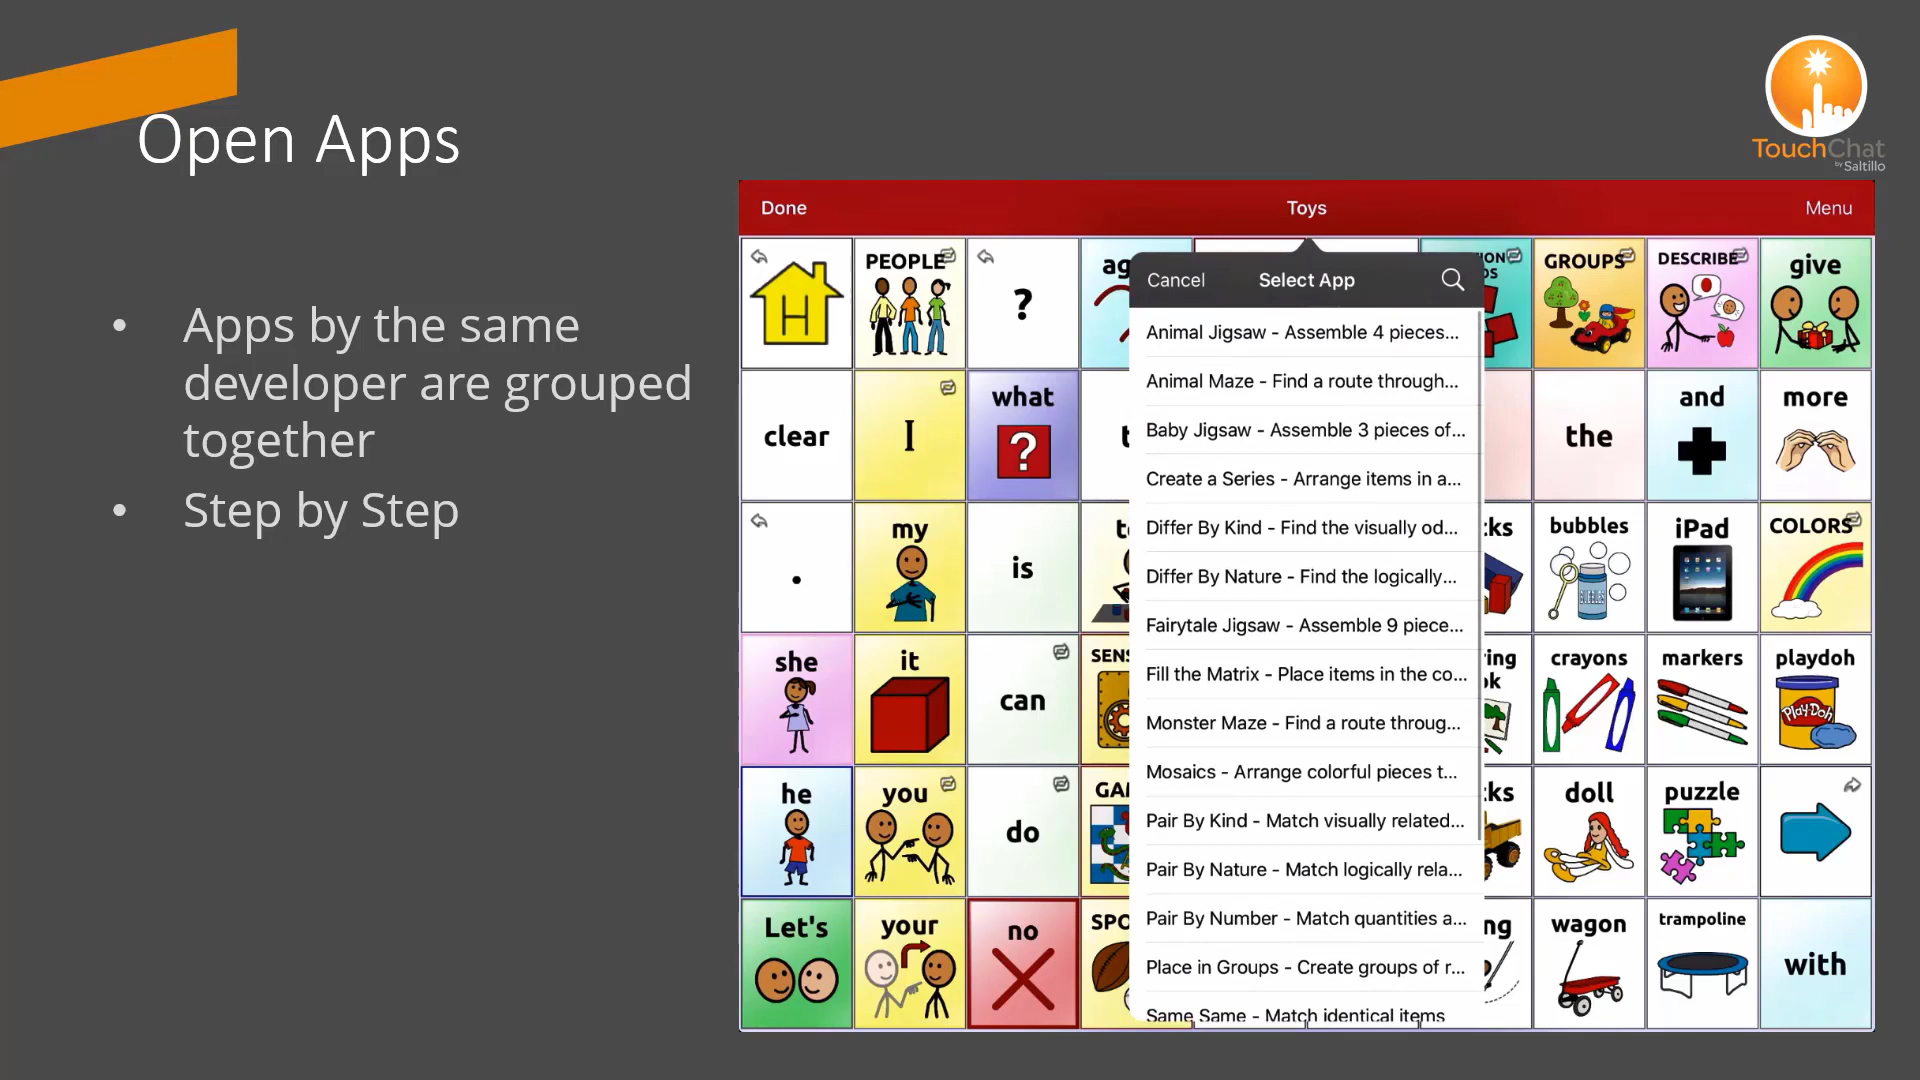 Open Apps
TouchChat
by Saltillo
• Apps by the same
developer are grouped
together
• Step by Step
Done
Toys
Menu
H
PEOPLE
?
GROUPS
DESCRIBE
give
Cancel
Select App
Animal Jigsaw - Assemble 4 pieces...
Animal Maze - Find a route through...
Baby Jigsaw - Assemble 3 pieces of...
Create a Series - Arrange items in a...
Differ By Kind - Find the visually od...
Differ By Nature - Find the logically...
Fairytale Jigsaw - Assemble 9 piece...
Fill the Matrix - Place items in the co...
Monster Maze - Find a route throug...
Mosaics - Arrange colorful pieces t...
Pair By Kind - Match visually related...
Pair By Nature - Match logically rela...
Pair By Number - Match quantities a...
Place in Groups - Create groups of r...
Same Same - Match identical items
clear
I
what
?
the
and
more
.
my
is
bubbles
iPad
COLORS
she
it
can
crayons
markers
playdoh
Play-Doh
he
you
do
doll
puzzle
Let's
your
no
wagon
trampoline
with